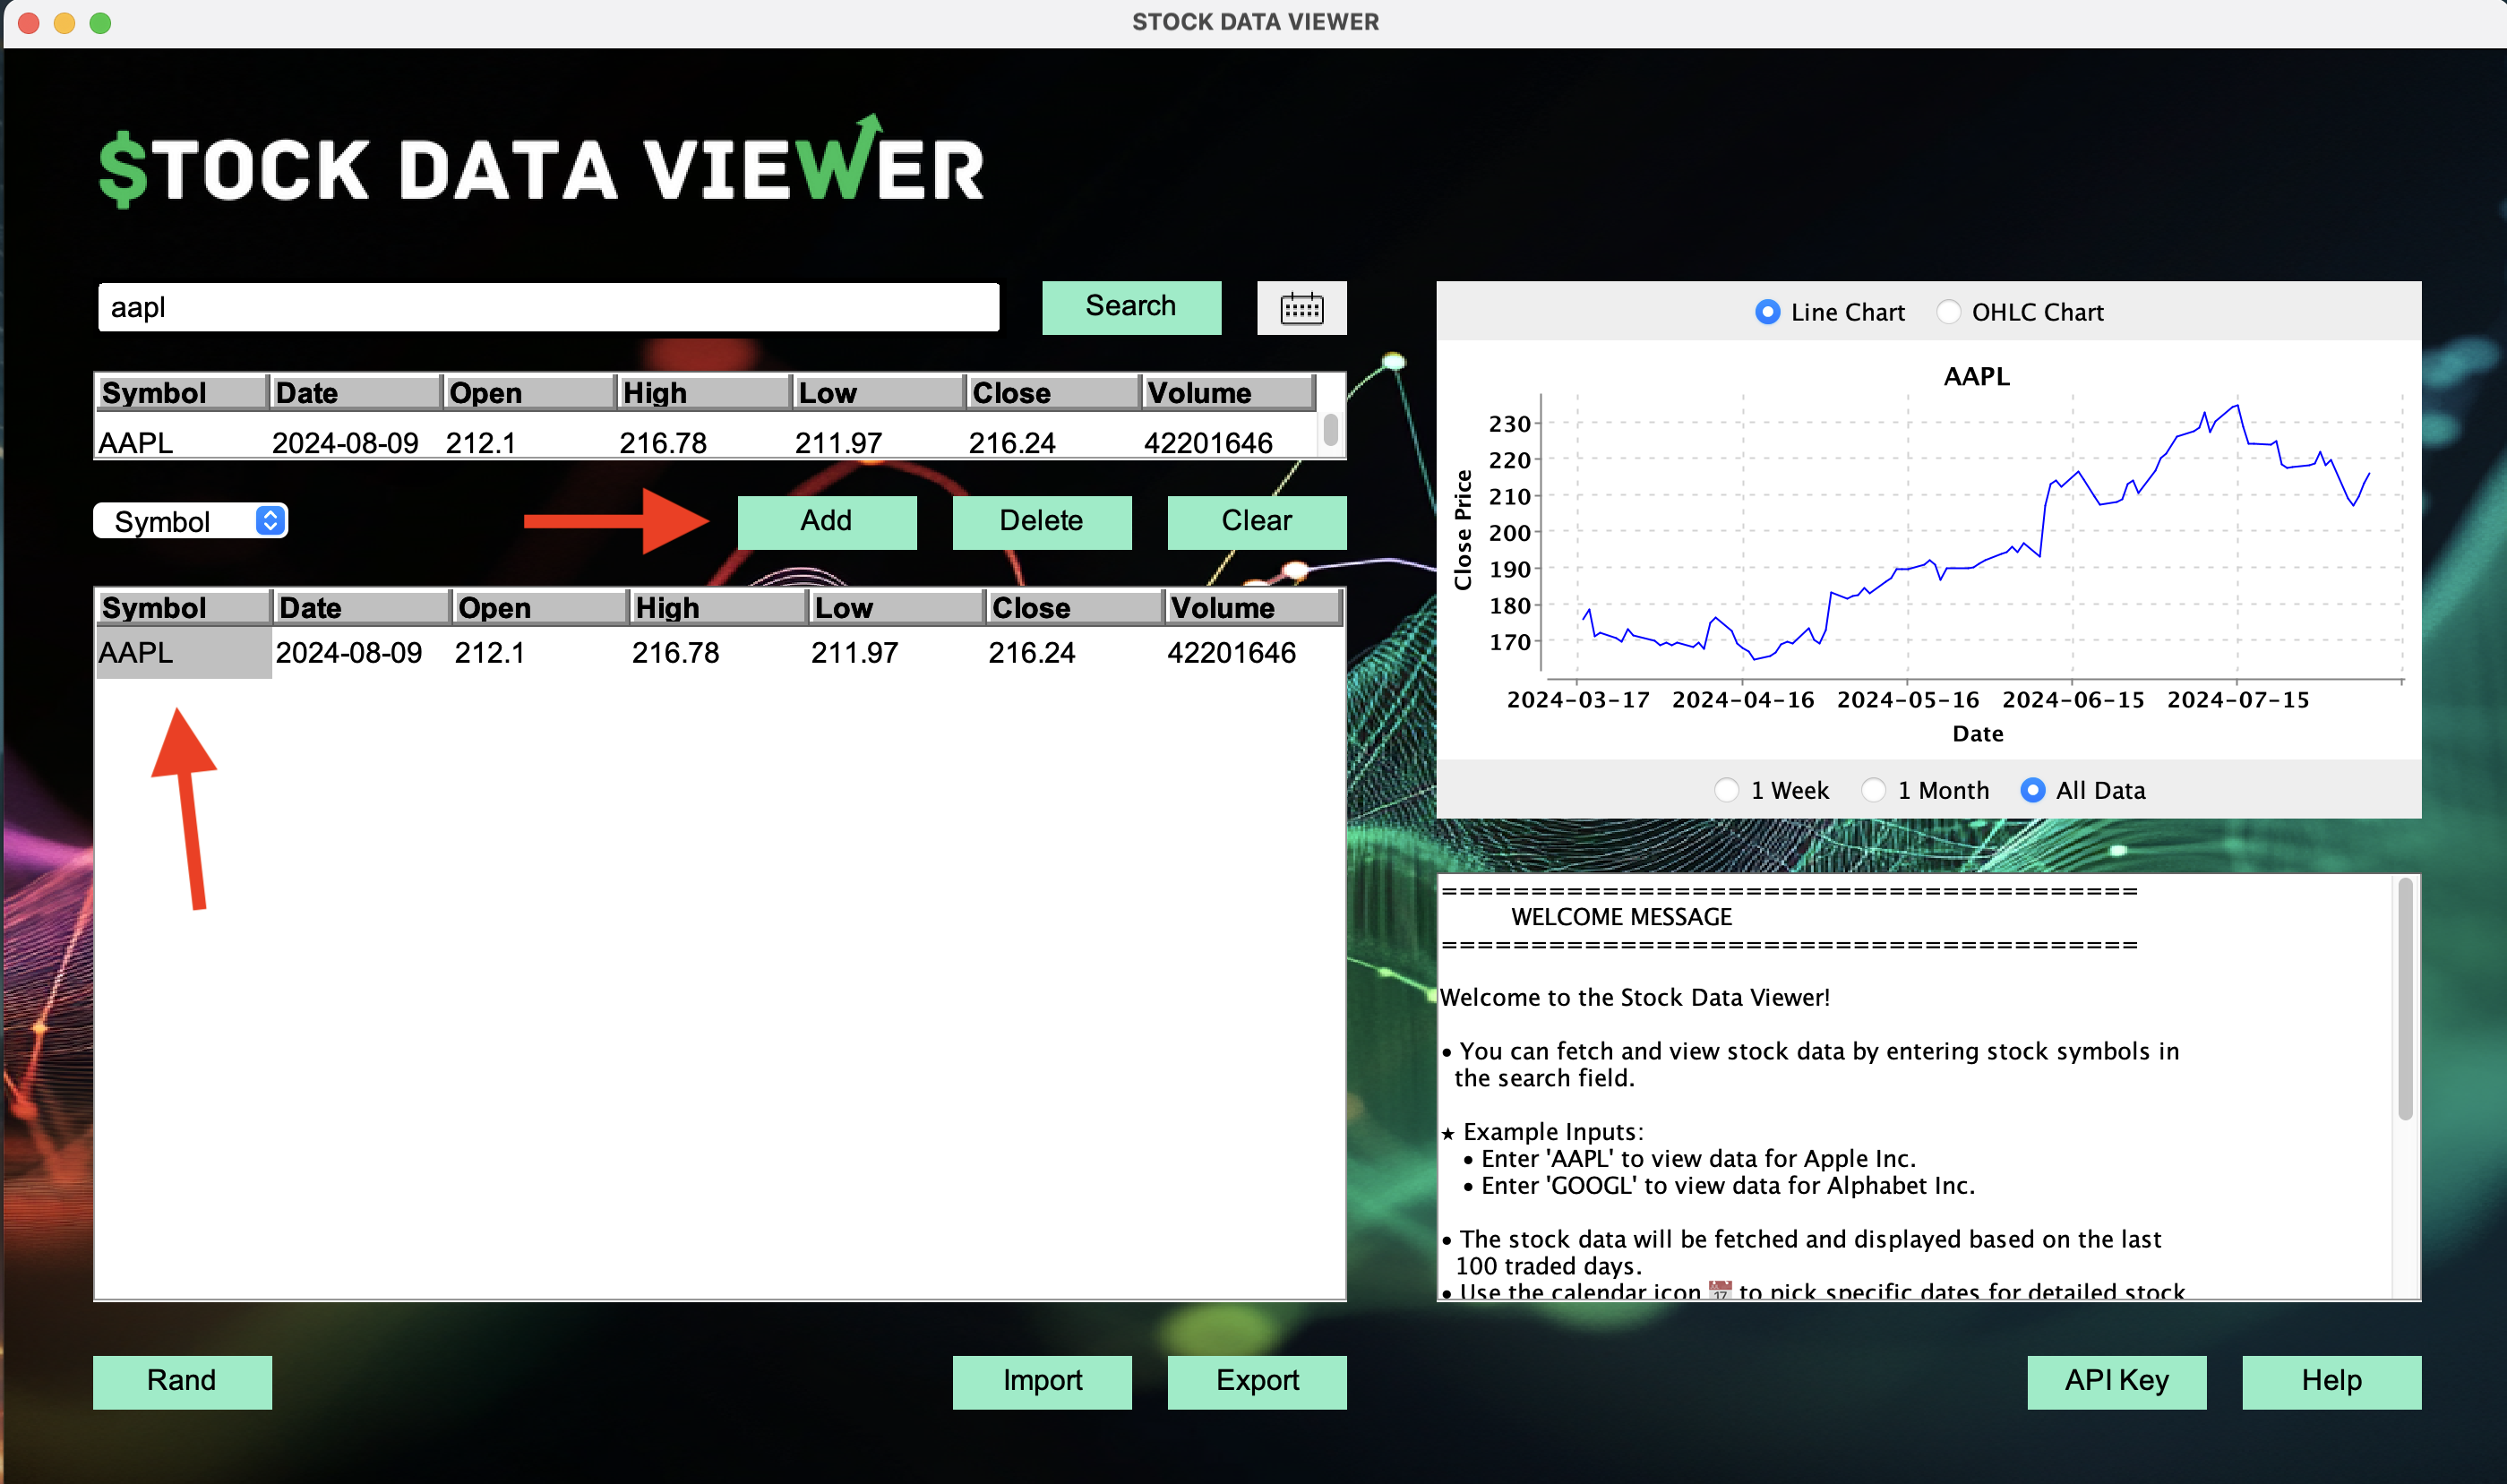 STOCK DATA VIEWER
$TOCK DATA VIEWER
aapl
Search
Symbol Date Open High Low Close Volume
AAPL 2024-08-09 212.1 216.78 211.97 216.24 42201646
Symbol
Add
Delete
Clear
Symbol Date Open High Low Close Volume
AAPL 2024-08-09 212.1 216.78 211.97 216.24 42201646
Rand
Import
Export
Line Chart OHLC Chart
AAPL
Close Price
230
220
210
200
190
180
170
2024-03-17 2024-04-16 2024-05-16 2024-06-15 2024-07-15
Date
1 Week 1 Month All Data
=======================================
WELCOME MESSAGE
=======================================
Welcome to the Stock Data Viewer!
• You can fetch and view stock data by entering stock symbols in
the search field.
★ Example Inputs:
• Enter 'AAPL' to view data for Apple Inc.
• Enter 'GOOGL' to view data for Alphabet Inc.
• The stock data will be fetched and displayed based on the last
100 traded days.
• Use the calendar icon 📅 to pick specific dates for detailed stock
API Key
Help